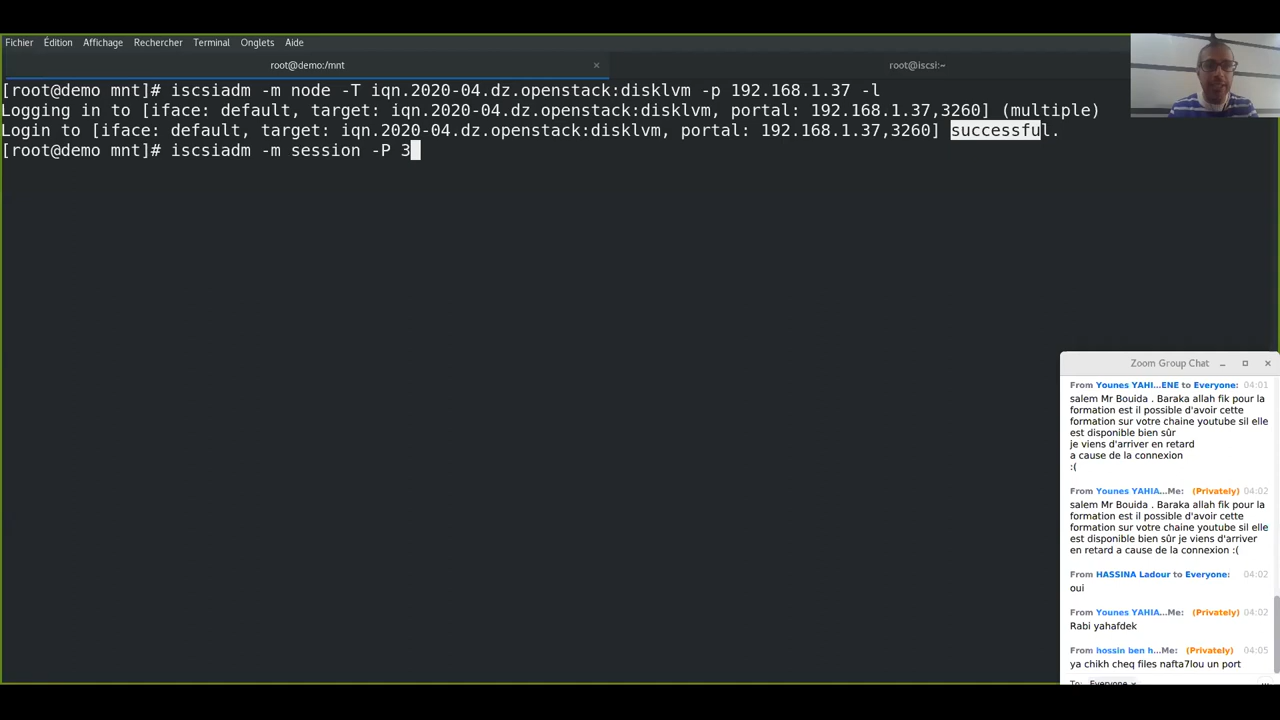 Fichier Édition Affichage Rechercher Terminal Onglets Aide
root@demo:/mnt × root@iscsi:~
[root@demo mnt]# iscsiadm -m node -T iqn.2020-04.dz.openstack:disklvm -p 192.168.1.37 -l
Logging in to [iface: default, target: iqn.2020-04.dz.openstack:disklvm, portal: 192.168.1.37,3260] (multiple)
Login to [iface: default, target: iqn.2020-04.dz.openstack:disklvm, portal: 192.168.1.37,3260] successful.
[root@demo mnt]# iscsiadm -m session -P 3
Zoom Group Chat
From Younes YAHI...ENE to Everyone: 04:01
salem Mr Bouida . Baraka allah fik pour la
formation est il possible d'avoir cette
formation sur votre chaine youtube sil elle
est disponible bien sûr
je viens d'arriver en retard
a cause de la connexion
:(
From Younes YAHIA...Me: (Privately) 04:02
salem Mr Bouida . Baraka allah fik pour la
formation est il possible d'avoir cette
formation sur votre chaine youtube sil elle
est disponible bien sûr je viens d'arriver
en retard a cause de la connexion :(
From HASSINA Ladour to Everyone: 04:02
oui
From Younes YAHIA...Me: (Privately) 04:02
Rabi yahafdek
From hossin ben h...Me: (Privately) 04:05
ya chikh cheq files nafta7lou un port
To: Everyone